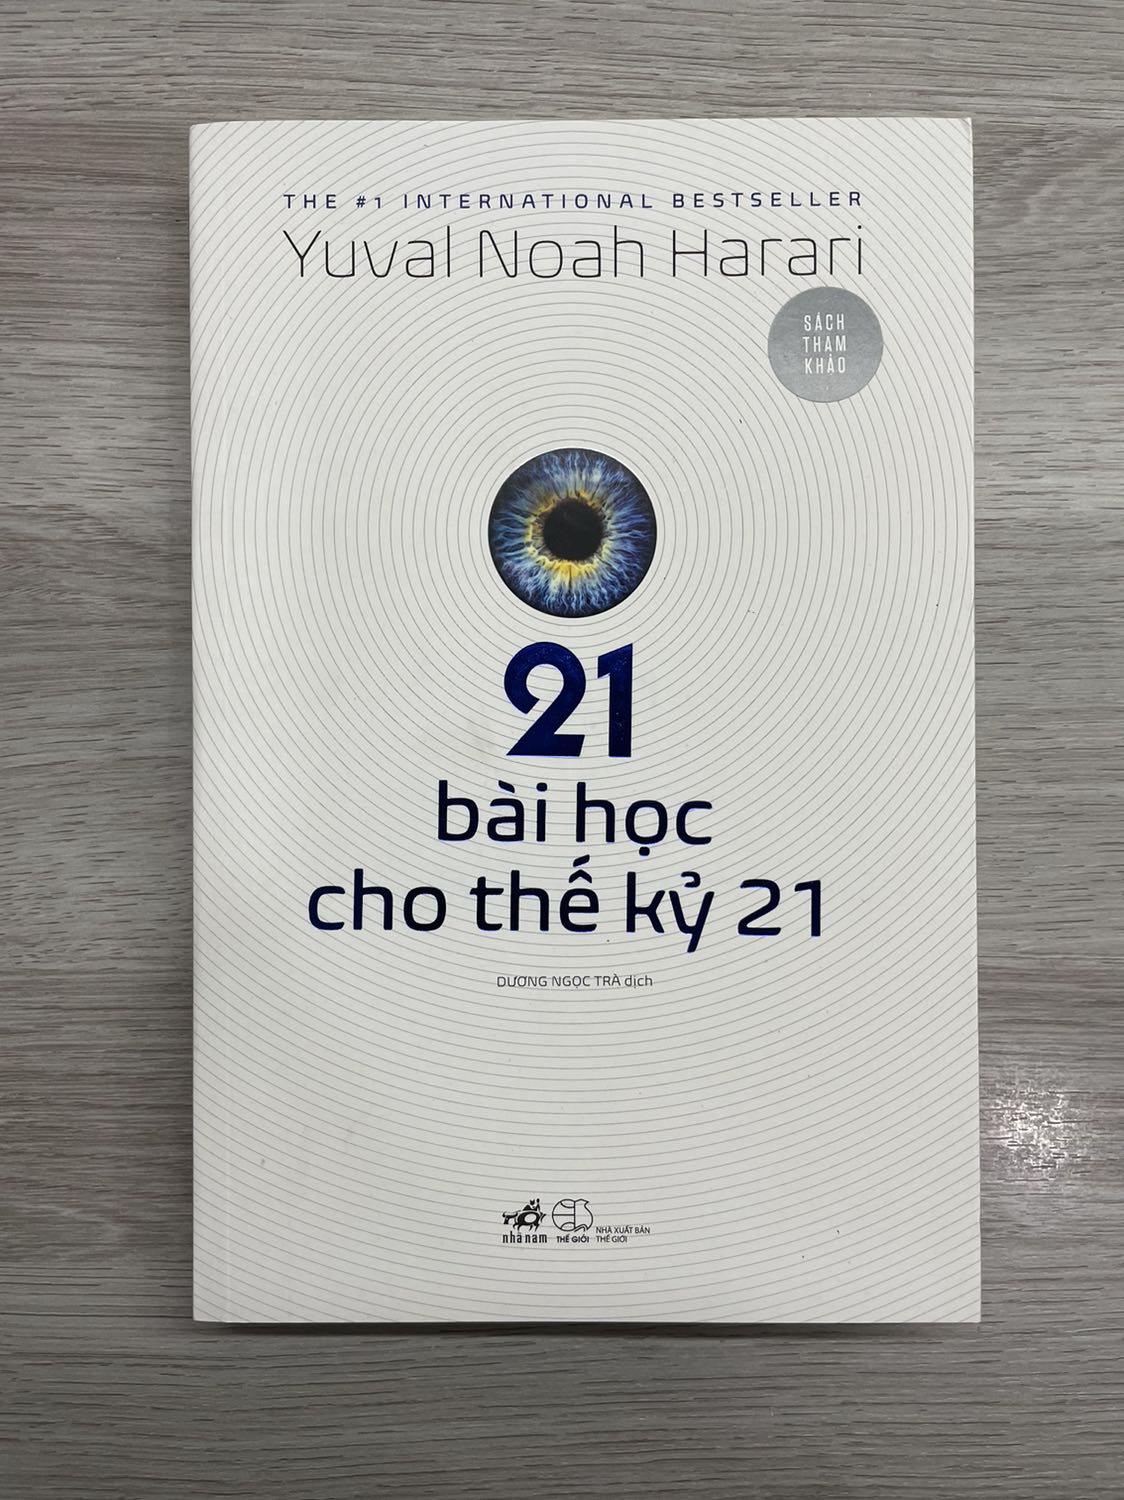 THE #1 INTERNATIONAL BESTSELLER
Yuval Noah Harari
SÁCH
THAM
KHẢO
21
bài học
cho thế kỷ 21
DƯƠNG NGỌC TRÀ dịch
nhã nam
THẾ GIỚI
NHÀ XUẤT BẢN
THẾ GIỚI